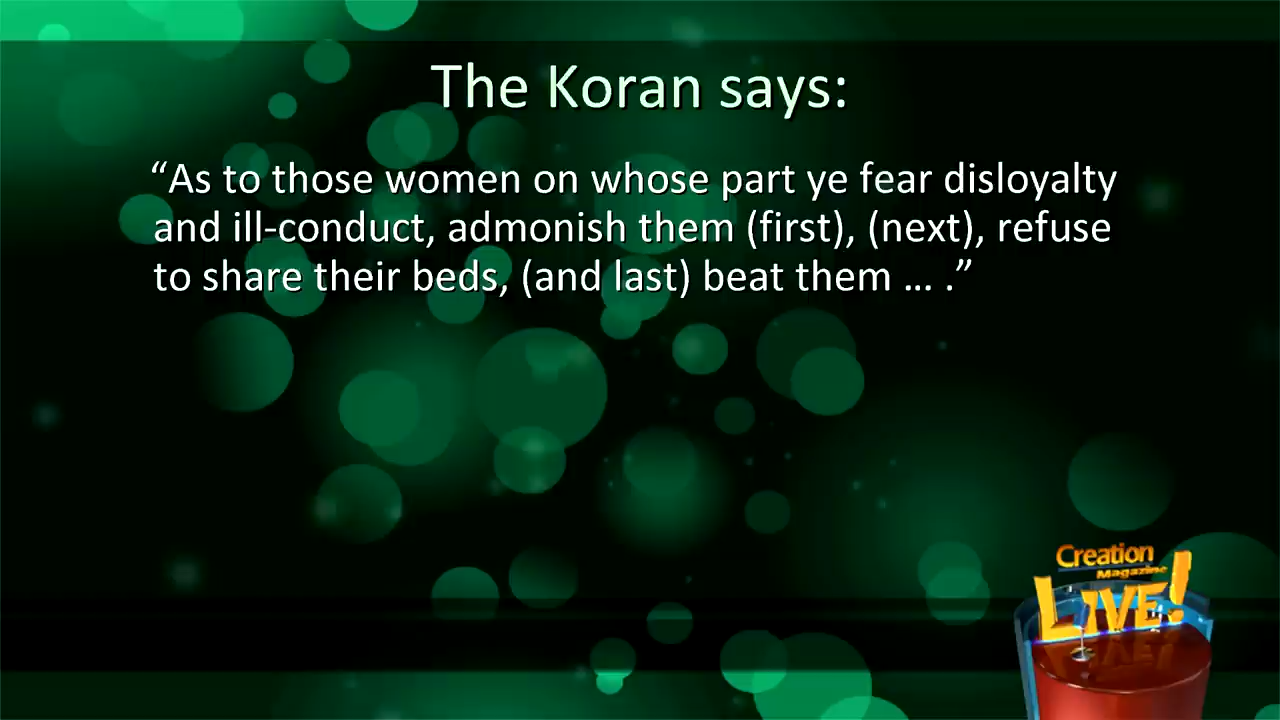 The Koran says:
“As to those women on whose part ye fear disloyalty
and ill-conduct, admonish them (first), (next), refuse
to share their beds, (and last) beat them ... .”
Creation
Magazine
LIVE!